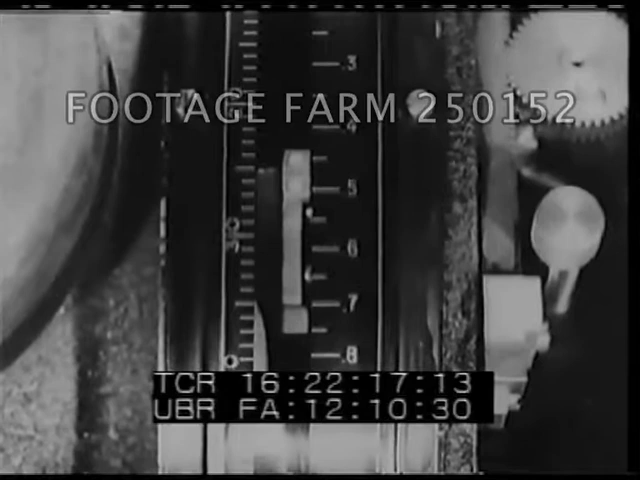 .3
FOOTAGE FARM 250152
.4
.5
.6
.7
.8
TCR 16:22:17:13
UBR FA:12:10:30